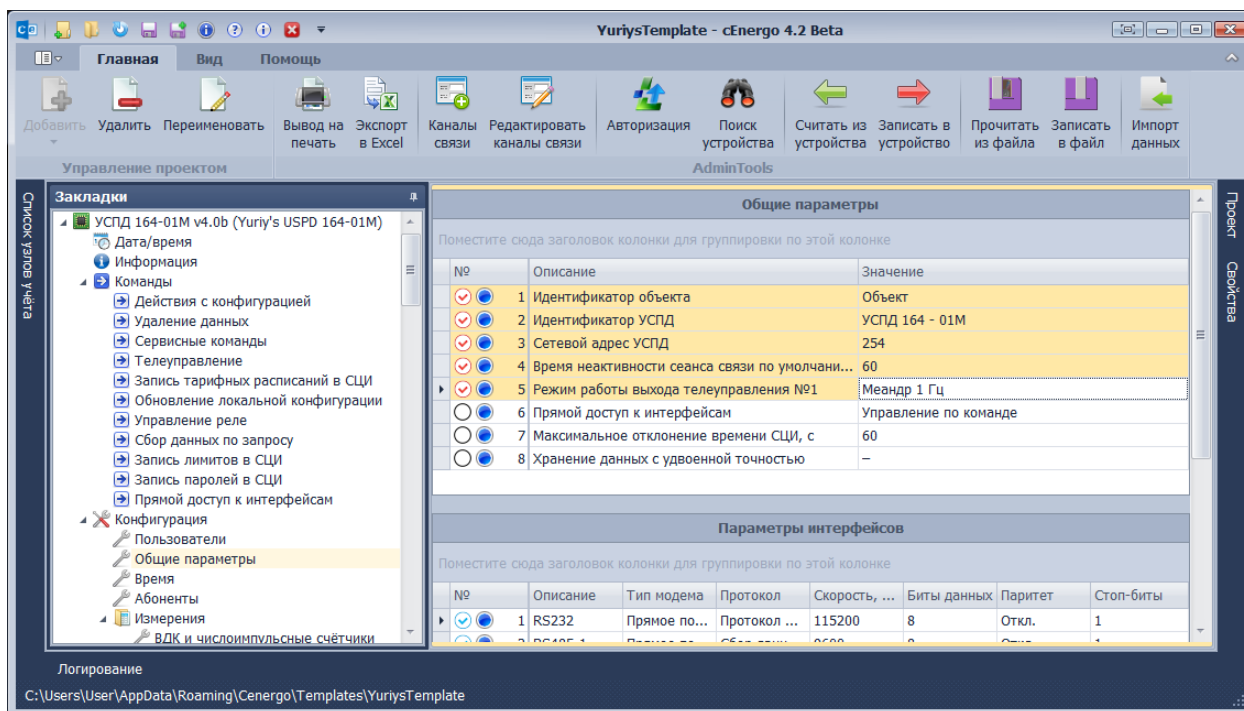 YuriysTemplate - cEnergo 4.2 Beta
Главная Вид Помощь
Добавить Удалить Переименовать Вывод на печать Экспорт в Excel Каналы связи Редактировать каналы связи Авторизация Поиск устройства Считать из устройства Записать в устройство Прочитать из файла Записать в файл Импорт данных
Управление проектом AdminTools
Список узлов учёта
Закладки
УСПД 164-01М v4.0b (Yuriy's USPD 164-01M)
Дата/время
Информация
Команды
Действия с конфигурацией
Удаление данных
Сервисные команды
Телеуправление
Запись тарифных расписаний в СЦИ
Обновление локальной конфигурации
Управление реле
Сбор данных по запросу
Запись лимитов в СЦИ
Запись паролей в СЦИ
Прямой доступ к интерфейсам
Конфигурация
Пользователи
Общие параметры
Время
Абоненты
Измерения
ВДК и числоимпульсные счётчики
Общие параметры
Поместите сюда заголовок колонки для группировки по этой колонке
№ Описание Значение
1 Идентификатор объекта Объект
2 Идентификатор УСПД УСПД 164 - 01М
3 Сетевой адрес УСПД 254
4 Время неактивности сеанса связи по умолчани... 60
5 Режим работы выхода телеуправления №1 Меандр 1 Гц
6 Прямой доступ к интерфейсам Управление по команде
7 Максимальное отклонение времени СЦИ, с 60
8 Хранение данных с удвоенной точностью –
Параметры интерфейсов
Поместите сюда заголовок колонки для группировки по этой колонке
№ Описание Тип модема Протокол Скорость, ... Биты данных Паритет Стоп-биты
1 RS232 Прямое по... Протокол ... 115200 8 Откл. 1
Проект
Свойства
Логирование
C:\Users\User\AppData\Roaming\Cenergo\Templates\YuriysTemplate